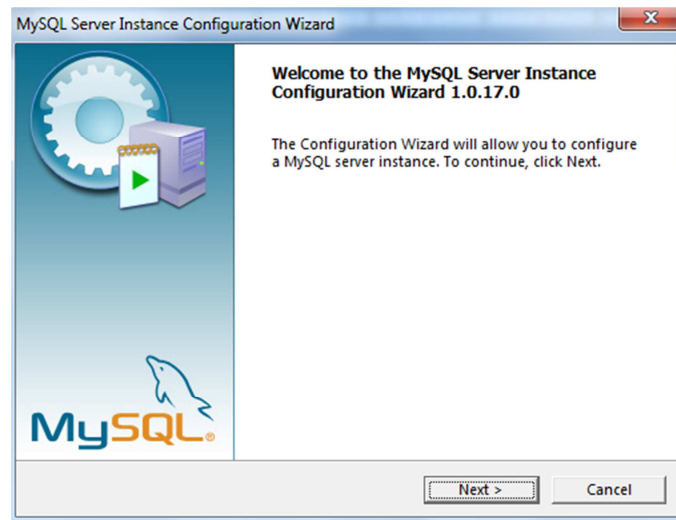 MySQL Server Instance Configuration Wizard
Welcome to the MySQL Server Instance
Configuration Wizard 1.0.17.0
The Configuration Wizard will allow you to configure
a MySQL server instance. To continue, click Next.
MySQL®
Next >
Cancel